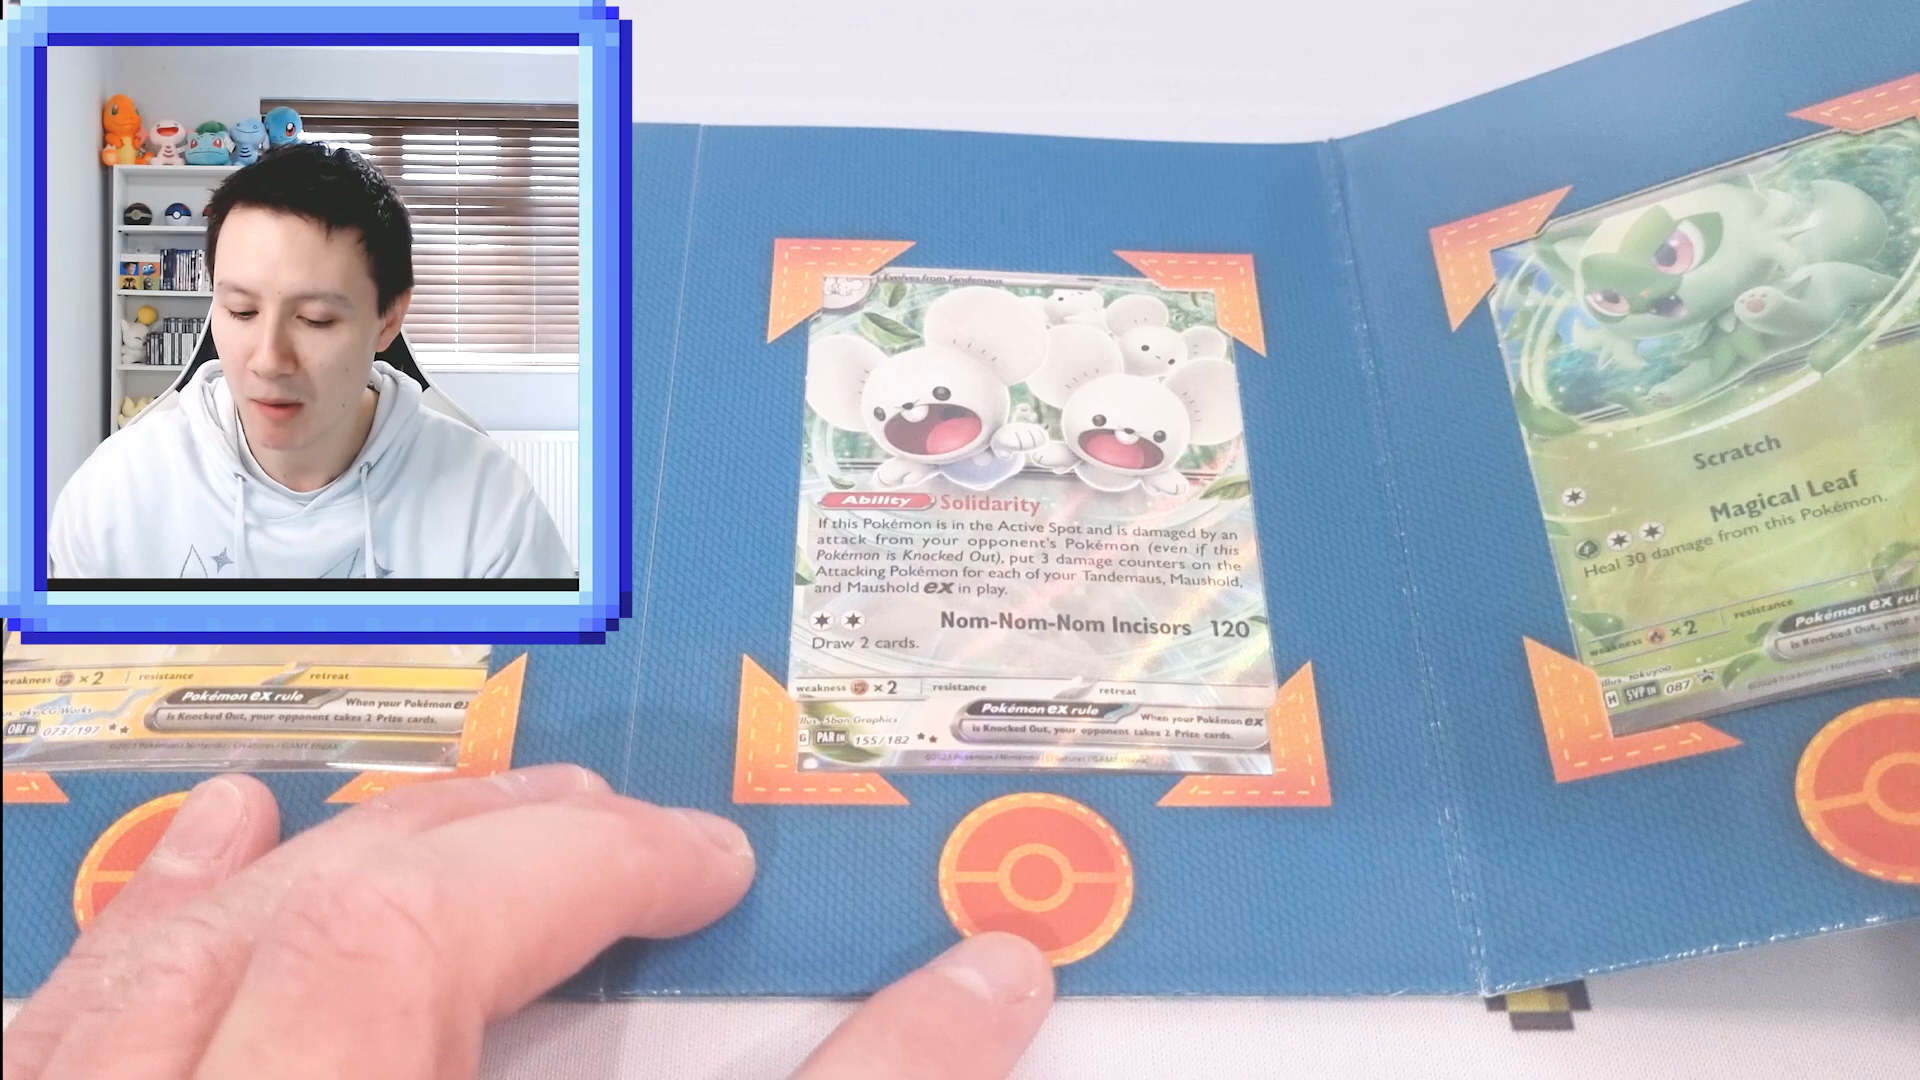 weakness ×2 resistance retreat
Pokémon ex rule When your Pokémon ex
is Knocked Out, your opponent takes 2 Prize cards.
OBF EN 073/197
Evolves from Tandemaus
Ability Solidarity
If this Pokémon is in the Active Spot and is damaged by an
attack from your opponent's Pokémon (even if this
Pokémon is Knocked Out), put 3 damage counters on the
Attacking Pokémon for each of your Tandemaus, Maushold,
and Maushold ex in play.
Nom-Nom-Nom Incisors 120
Draw 2 cards.
weakness ×2 resistance retreat
Illus. 5ban Graphics
Pokémon ex rule When your Pokémon ex
is Knocked Out, your opponent takes 2 Prize cards.
G PAR EN 155/182
Scratch
Magical Leaf
Heal 30 damage from this Pokémon.
weakness ×2 resistance
Pokémon ex rul
is Knocked Out, your
SVP EN 087